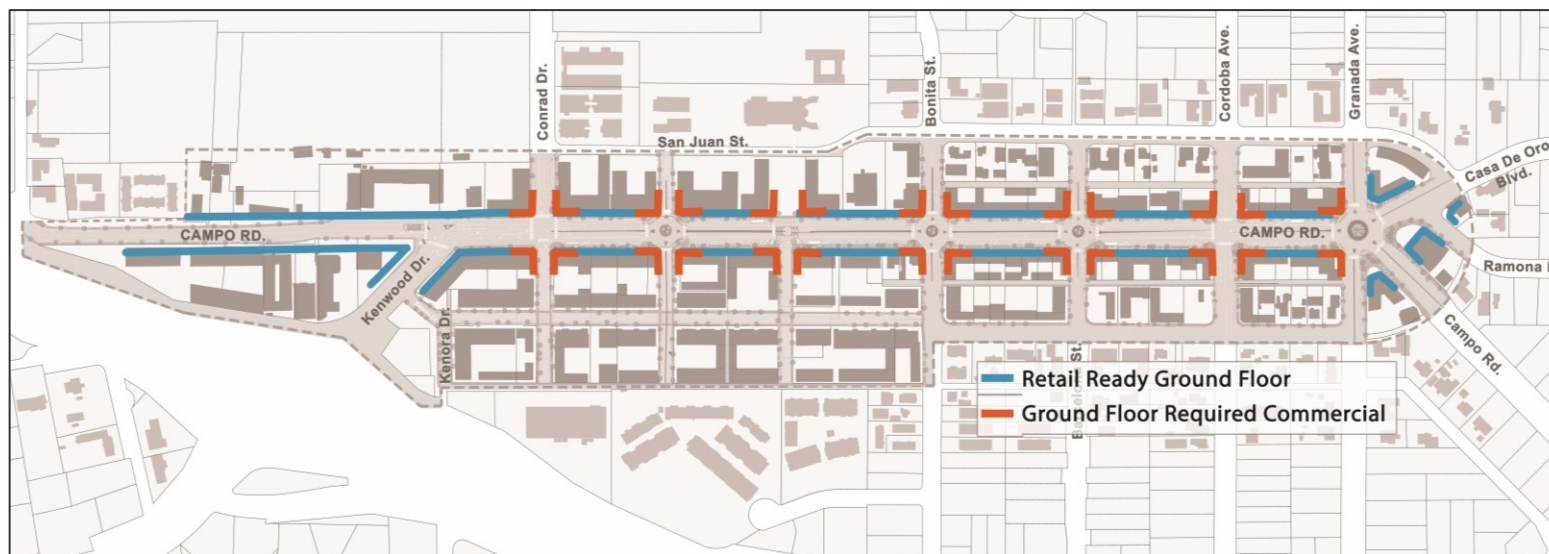 Conrad Dr.
Bonita St.
Cordoba Ave.
Granada Ave.
San Juan St.
Casa De Oro
Blvd.
CAMPO RD.
CAMPO RD.
Kenwood Dr.
Ramona
Kenora Dr.
Campo Rd.
St.
Retail Ready Ground Floor
Ground Floor Required Commercial